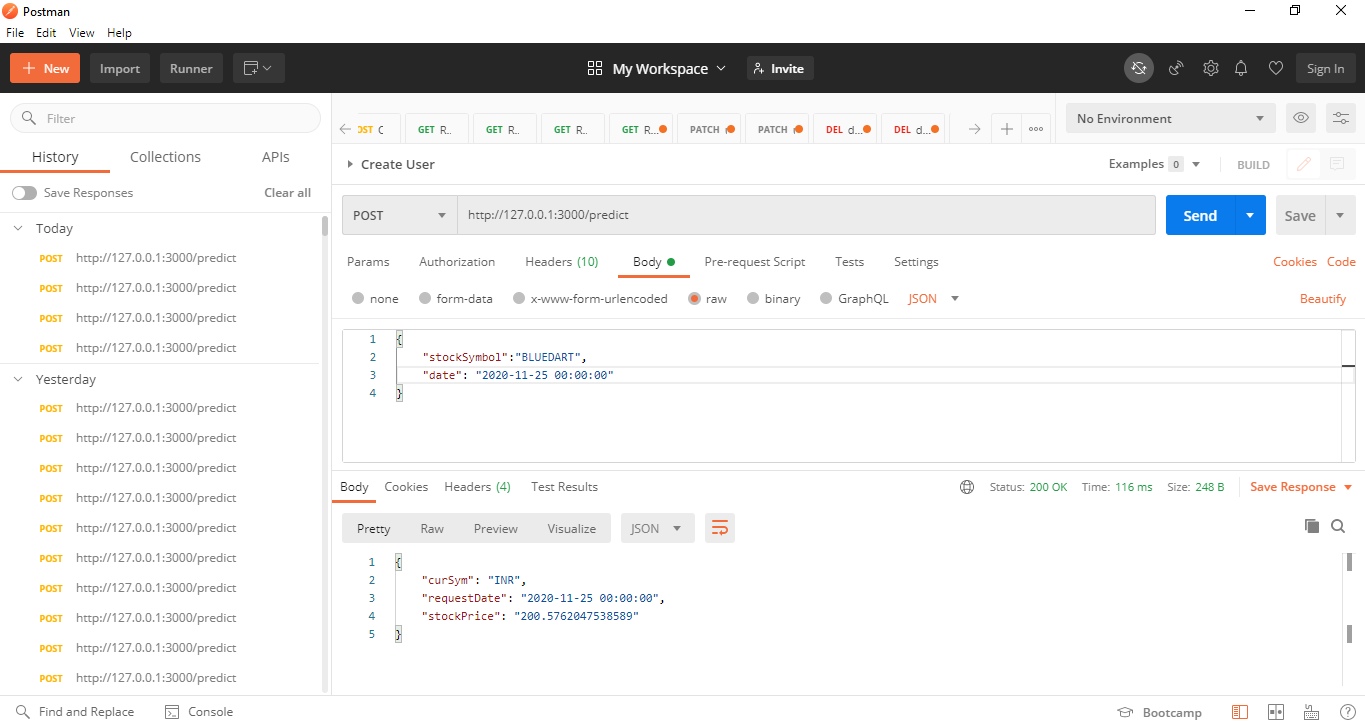 Postman
File Edit View Help
New Import Runner My Workspace Invite Sign In
Filter
History Collections APIs
Save Responses Clear all
Today
POST http://127.0.0.1:3000/predict
POST http://127.0.0.1:3000/predict
POST http://127.0.0.1:3000/predict
POST http://127.0.0.1:3000/predict
Yesterday
POST http://127.0.0.1:3000/predict
POST http://127.0.0.1:3000/predict
POST http://127.0.0.1:3000/predict
POST http://127.0.0.1:3000/predict
POST http://127.0.0.1:3000/predict
POST http://127.0.0.1:3000/predict
POST http://127.0.0.1:3000/predict
POST http://127.0.0.1:3000/predict
POST http://127.0.0.1:3000/predict
POST http://127.0.0.1:3000/predict
OST C GET R.. GET R.. GET R.. GET R... PATCH PATCH DEL d... DEL d... No Environment
Create User Examples 0 BUILD
POST http://127.0.0.1:3000/predict Send Save
Params Authorization Headers (10) Body Pre-request Script Tests Settings Cookies Code
none form-data x-www-form-urlencoded raw binary GraphQL JSON Beautify
1 {
2 "stockSymbol":"BLUEDART",
3 "date": "2020-11-25 00:00:00"
4 }
Body Cookies Headers (4) Test Results Status: 200 OK Time: 116 ms Size: 248 B Save Response
Pretty Raw Preview Visualize JSON
1 {
2 "curSym": "INR",
3 "requestDate": "2020-11-25 00:00:00",
4 "stockPrice": "200.5762047538589"
5 }
Find and Replace Console Bootcamp